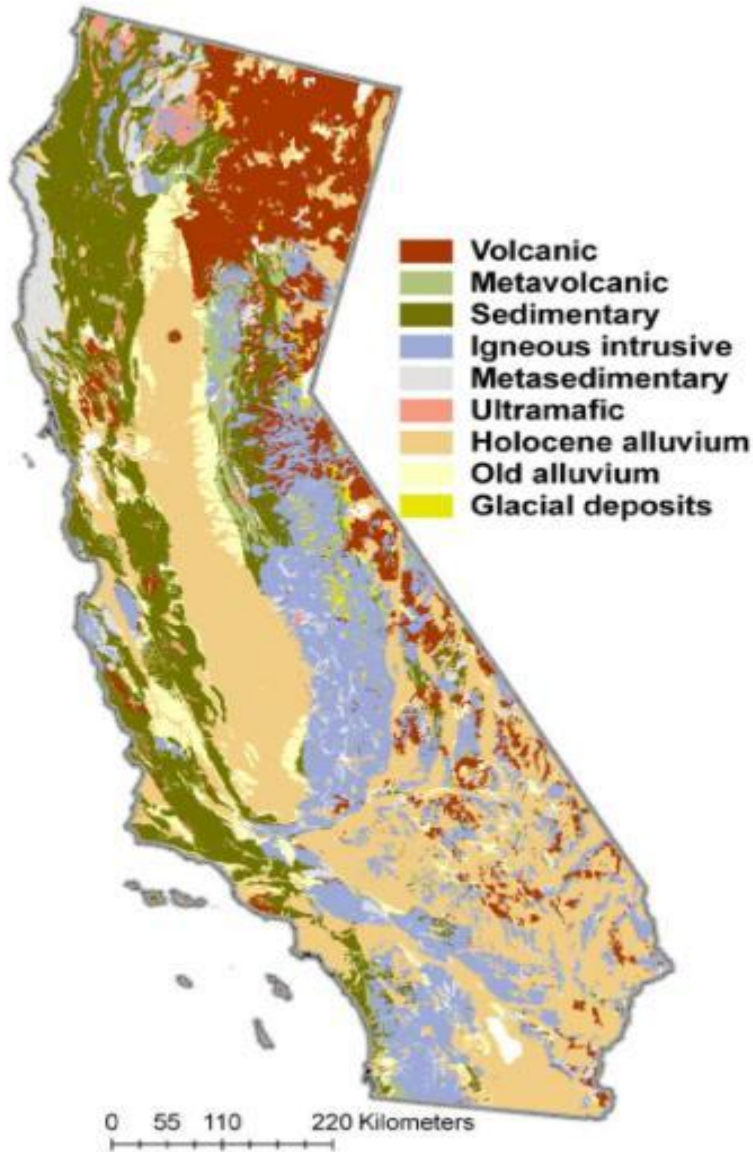 Volcanic
Metavolcanic
Sedimentary
Igneous intrusive
Metasedimentary
Ultramafic
Holocene alluvium
Old alluvium
Glacial deposits
0 55 110 220 Kilometers